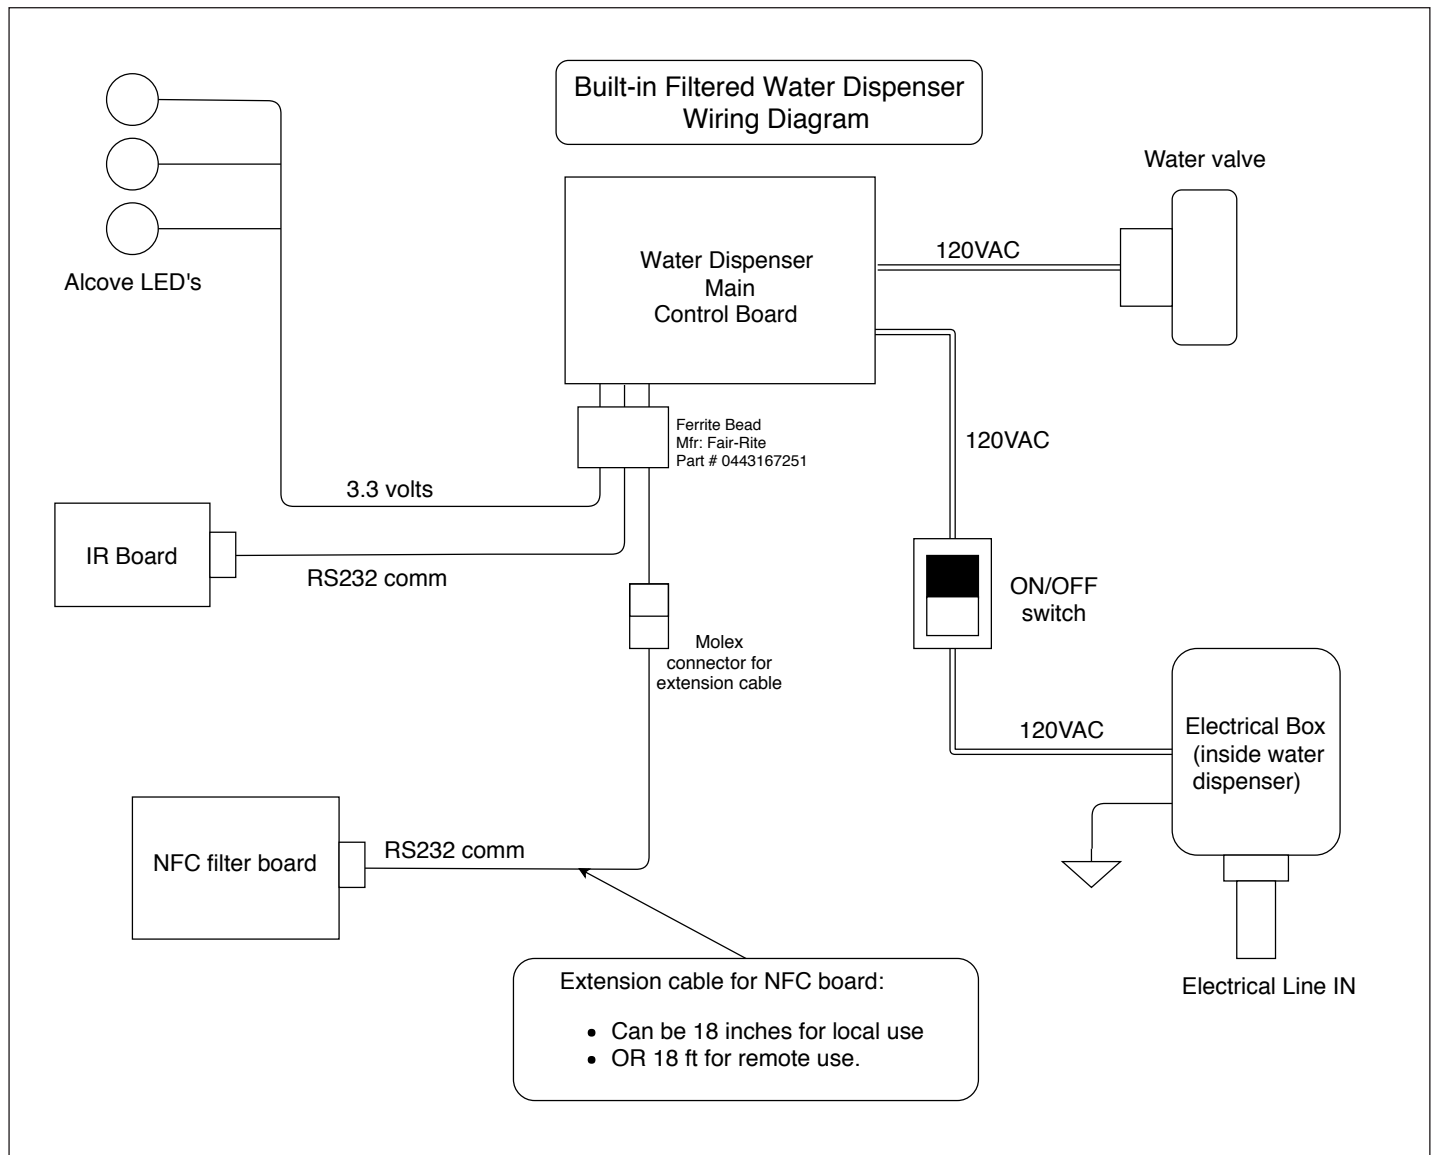 Built-in Filtered Water Dispenser
Wiring Diagram
Water valve
Alcove LED's
Water Dispenser
Main
Control Board
120VAC
Ferrite Bead
Mfr: Fair-Rite
Part # 0443167251
120VAC
3.3 volts
IR Board
RS232 comm
ON/OFF
switch
Molex
connector for
extension cable
120VAC
Electrical Box
(inside water
dispenser)
NFC filter board
RS232 comm
Extension cable for NFC board:
• Can be 18 inches for local use
• OR 18 ft for remote use.
Electrical Line IN